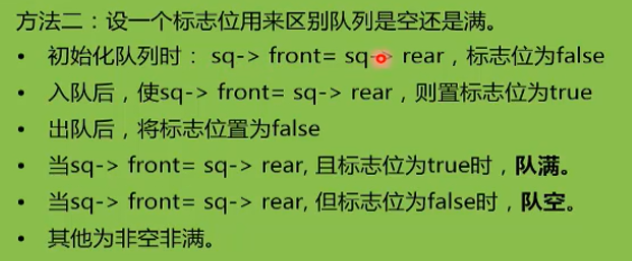 方法二：设一个标志位用来区别队列是空还是满。
• 初始化队列时： sq-> front= sq-> rear，标志位为false
• 入队后，使sq-> front= sq-> rear，则置标志位为true
• 出队后，将标志位置为false
• 当sq-> front= sq-> rear, 且标志位为true时，队满。
• 当sq-> front= sq-> rear, 但标志位为false时，队空。
• 其他为非空非满。